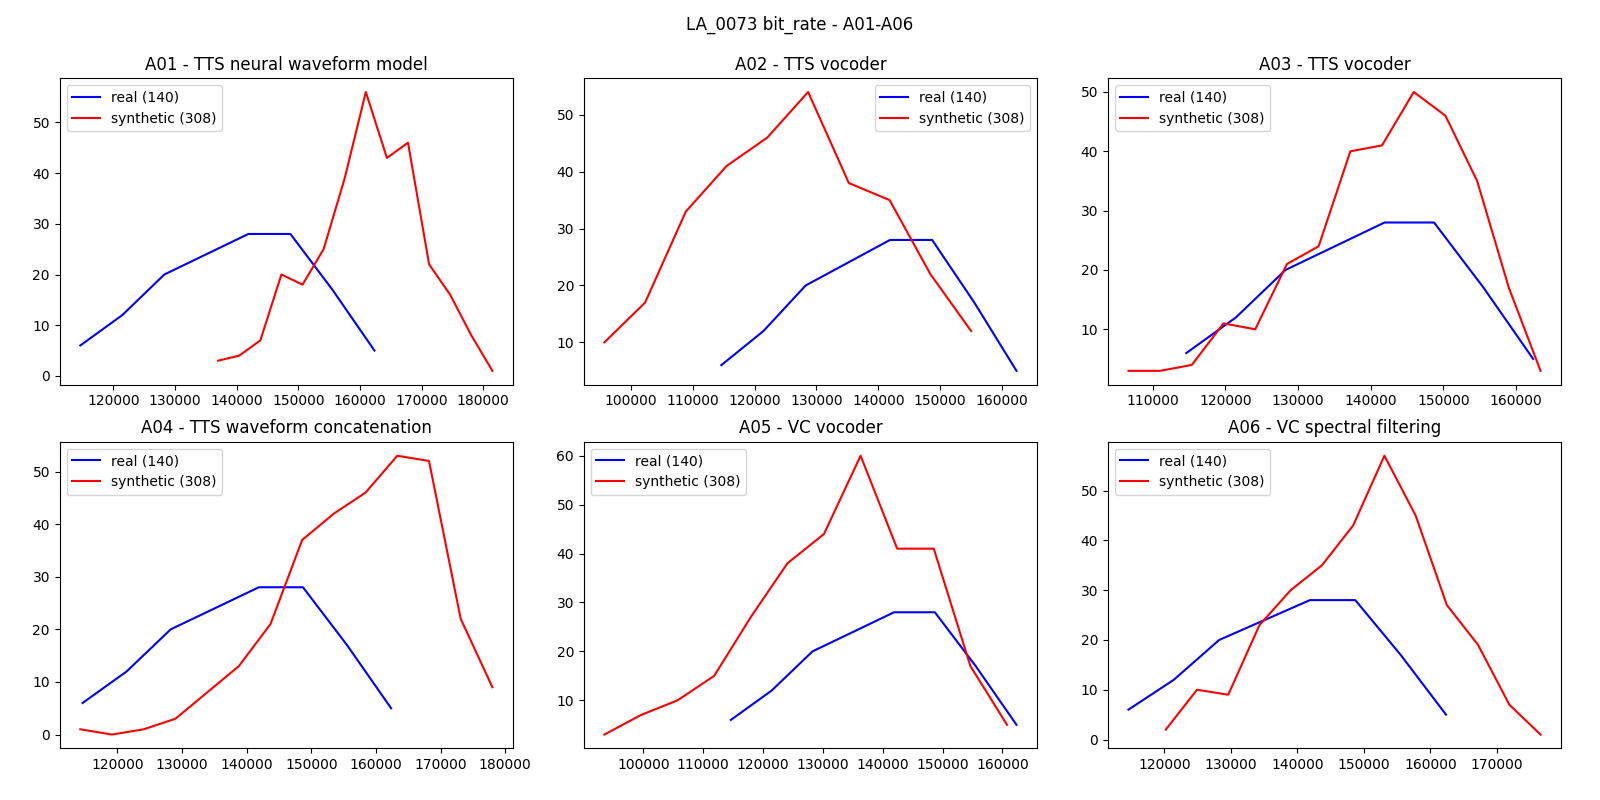 LA_0073 bit_rate - A01-A06
A01 - TTS neural waveform model
real (140)
synthetic (308)
50
40
30
20
10
0
120000 130000 140000 150000 160000 170000 180000
A02 - TTS vocoder
real (140)
synthetic (308)
50
40
30
20
10
100000 110000 120000 130000 140000 150000 160000
A03 - TTS vocoder
real (140)
synthetic (308)
50
40
30
20
10
110000 120000 130000 140000 150000 160000
A04 - TTS waveform concatenation
real (140)
synthetic (308)
50
40
30
20
10
0
120000 130000 140000 150000 160000 170000 180000
A05 - VC vocoder
real (140)
synthetic (308)
60
50
40
30
20
10
100000 110000 120000 130000 140000 150000 160000
A06 - VC spectral filtering
real (140)
synthetic (308)
50
40
30
20
10
0
120000 130000 140000 150000 160000 170000